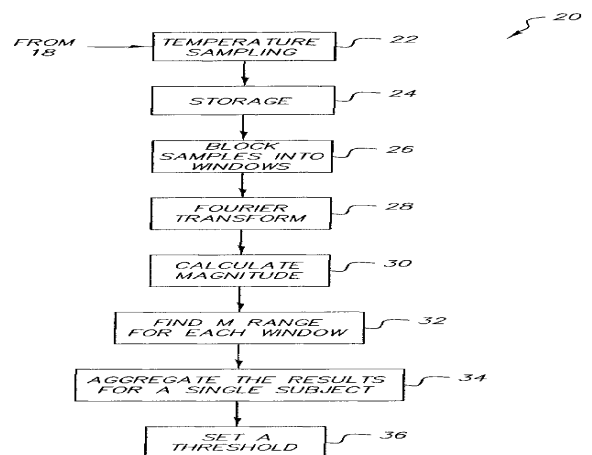 20
FROM
18
TEMPERATURE
SAMPLING
22
STORAGE
24
BLOCK
SAMPLES INTO
WINDOWS
26
FOURIER
TRANSFORM
28
CALCULATE
MAGNITUDE
30
FIND M RANGE
FOR EACH WINDOW
32
AGGREGATE THE RESULTS
FOR A SINGLE SUBJECT
34
SET A
THRESHOLD
36